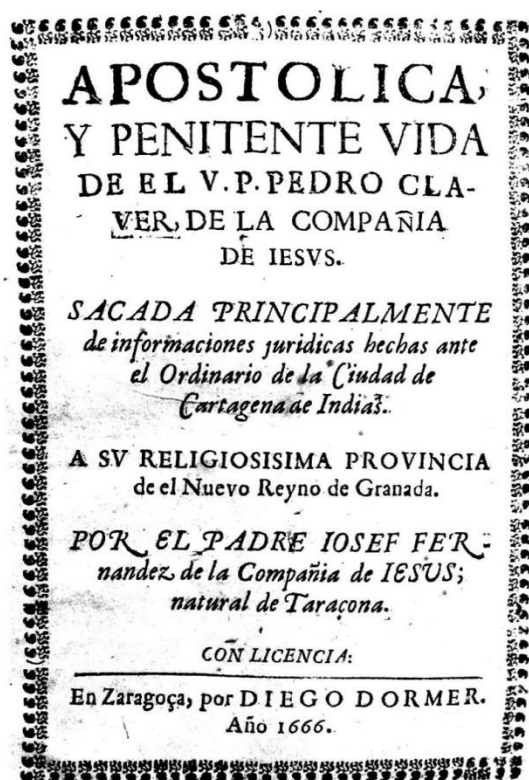 APOSTOLICA,
Y PENITENTE VIDA
DE EL V. P. PEDRO CLA-
VER, DE LA COMPAÑIA
DE IESVS.
SACADA PRINCIPALMENTE
de informaciones juridicas hechas ante
el Ordinario de la Ciudad de
Cartagena de Indias.
A SV RELIGIOSISIMA PROVINCIA
de el Nuevo Reyno de Granada.
POR EL PADRE IOSEF FER-
nandez de la Compañia de IESUS;
natural de Taraçona.
CON LICENCIA:
En Zaragoça, por DIEGO DORMER.
Año 1666.